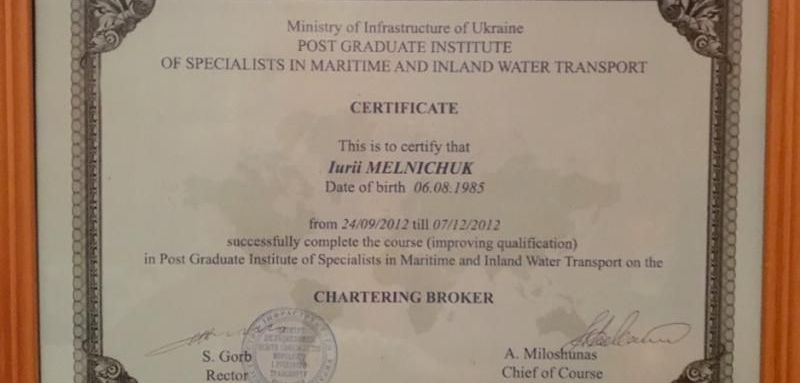 Ministry of Infrastructure of Ukraine
POST GRADUATE INSTITUTE
OF SPECIALISTS IN MARITIME AND INLAND WATER TRANSPORT
CERTIFICATE
This is to certify that
Iurii MELNICHUK
Date of birth 06.08.1985
from 24/09/2012 till 07/12/2012
successfully complete the course (improving qualification)
in Post Graduate Institute of Specialists in Maritime and Inland Water Transport on the
CHARTERING BROKER
S. Gorb
Rector
A. Miloshunas
Chief of Course